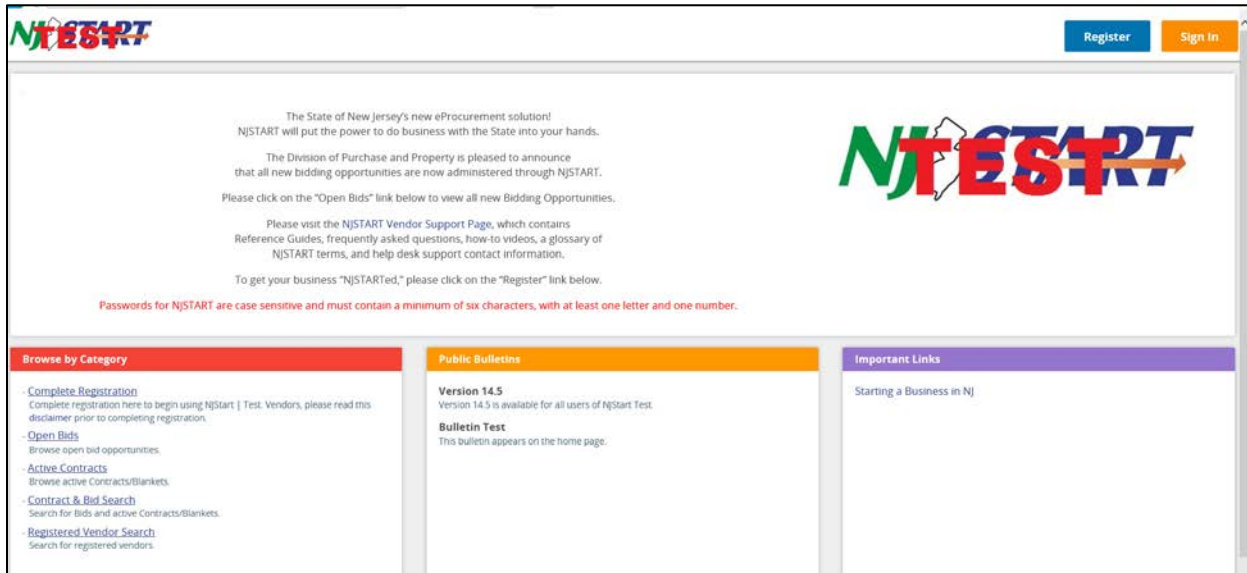 NJSTART
TEST
Register
Sign In
The State of New Jersey's new eProcurement solution!
NJSTART will put the power to do business with the State into your hands.
The Division of Purchase and Property is pleased to announce
that all new bidding opportunities are now administered through NJSTART.
Please click on the "Open Bids" link below to view all new Bidding Opportunities.
Please visit the NJSTART Vendor Support Page, which contains
Reference Guides, frequently asked questions, how-to videos, a glossary of
NJSTART terms, and help desk support contact information.
To get your business "NJSTARTed," please click on the "Register" link below.
Passwords for NJSTART are case sensitive and must contain a minimum of six characters, with at least one letter and one number.
NJSTART
TEST
Browse by Category
- Complete Registration
Complete registration here to begin using NJStart | Test. Vendors, please read this
disclaimer prior to completing registration.
- Open Bids
Browse open bid opportunities.
- Active Contracts
Browse active Contracts/Blankets.
- Contract & Bid Search
Search for Bids and active Contracts/Blankets.
- Registered Vendor Search
Search for registered vendors.
Public Bulletins
Version 14.5
Version 14.5 is available for all users of NJStart Test.
Bulletin Test
This bulletin appears on the home page.
Important Links
Starting a Business in NJ